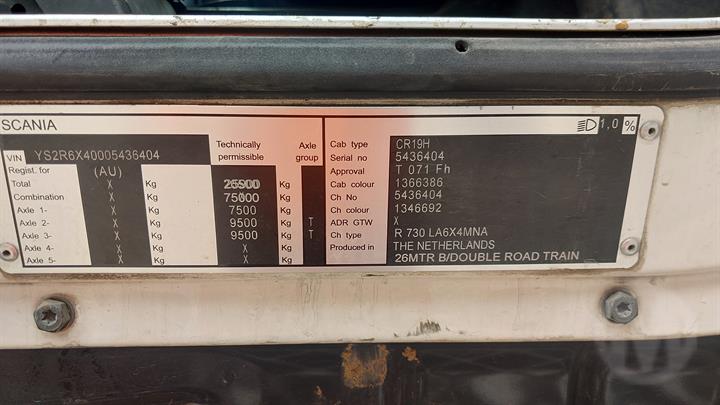 SCANIA 1,0 %
Technically permissible Axle group
VIN YS2R6X40005436404
Regist. for (AU)
Total X Kg 26500 Kg
Combination X Kg Kg
Axle 1- X Kg 7500 Kg
Axle 2- X Kg 9500 Kg T
Axle 3- X Kg 9500 Kg T
Axle 4- X Kg X Kg
Axle 5- X Kg X Kg
Cab type CR19H
Serial no 5436404
Approval T 071 Fh
Cab colour 1366386
Ch No 5436404
Ch colour 1346692
ADR GTW X
Ch type R 730 LA6X4MNA
Produced in THE NETHERLANDS
26MTR B/DOUBLE ROAD TRAIN